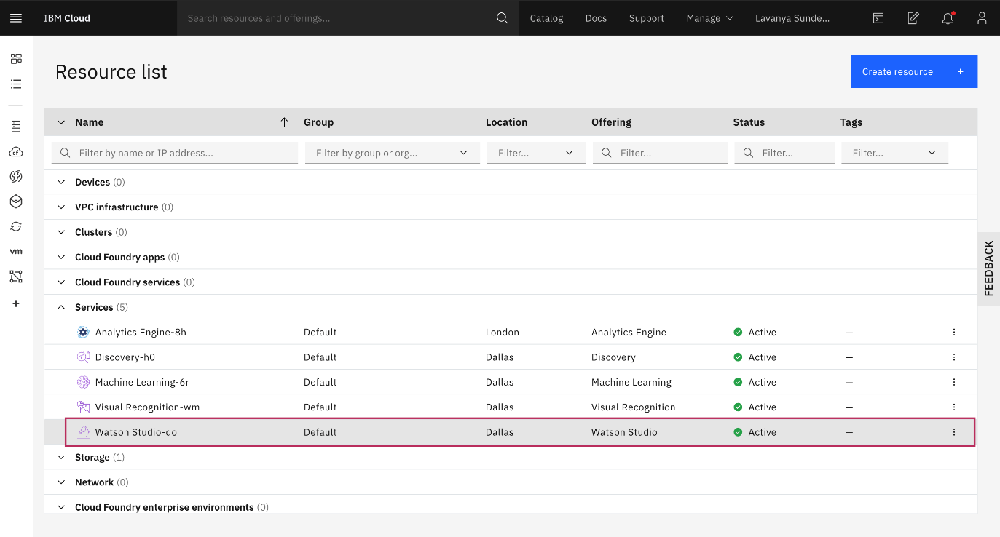 IBM Cloud
Search resources and offerings...
Catalog
Docs
Support
Manage
Lavanya Sunde...
Resource list
Create resource +
Name Group Location Offering Status Tags
Filter by name or IP address... Filter by group or org... Filter... Filter... Filter... Filter...
Devices (0)
VPC infrastructure (0)
Clusters (0)
Cloud Foundry apps (0)
Cloud Foundry services (0)
Services (5)
Analytics Engine-8h Default London Analytics Engine Active —
Discovery-h0 Default Dallas Discovery Active —
Machine Learning-6r Default Dallas Machine Learning Active —
Visual Recognition-wm Default Dallas Visual Recognition Active —
Watson Studio-qo Default Dallas Watson Studio Active —
Storage (1)
Network (0)
Cloud Foundry enterprise environments (0)
cf
vm
+
FEEDBACK